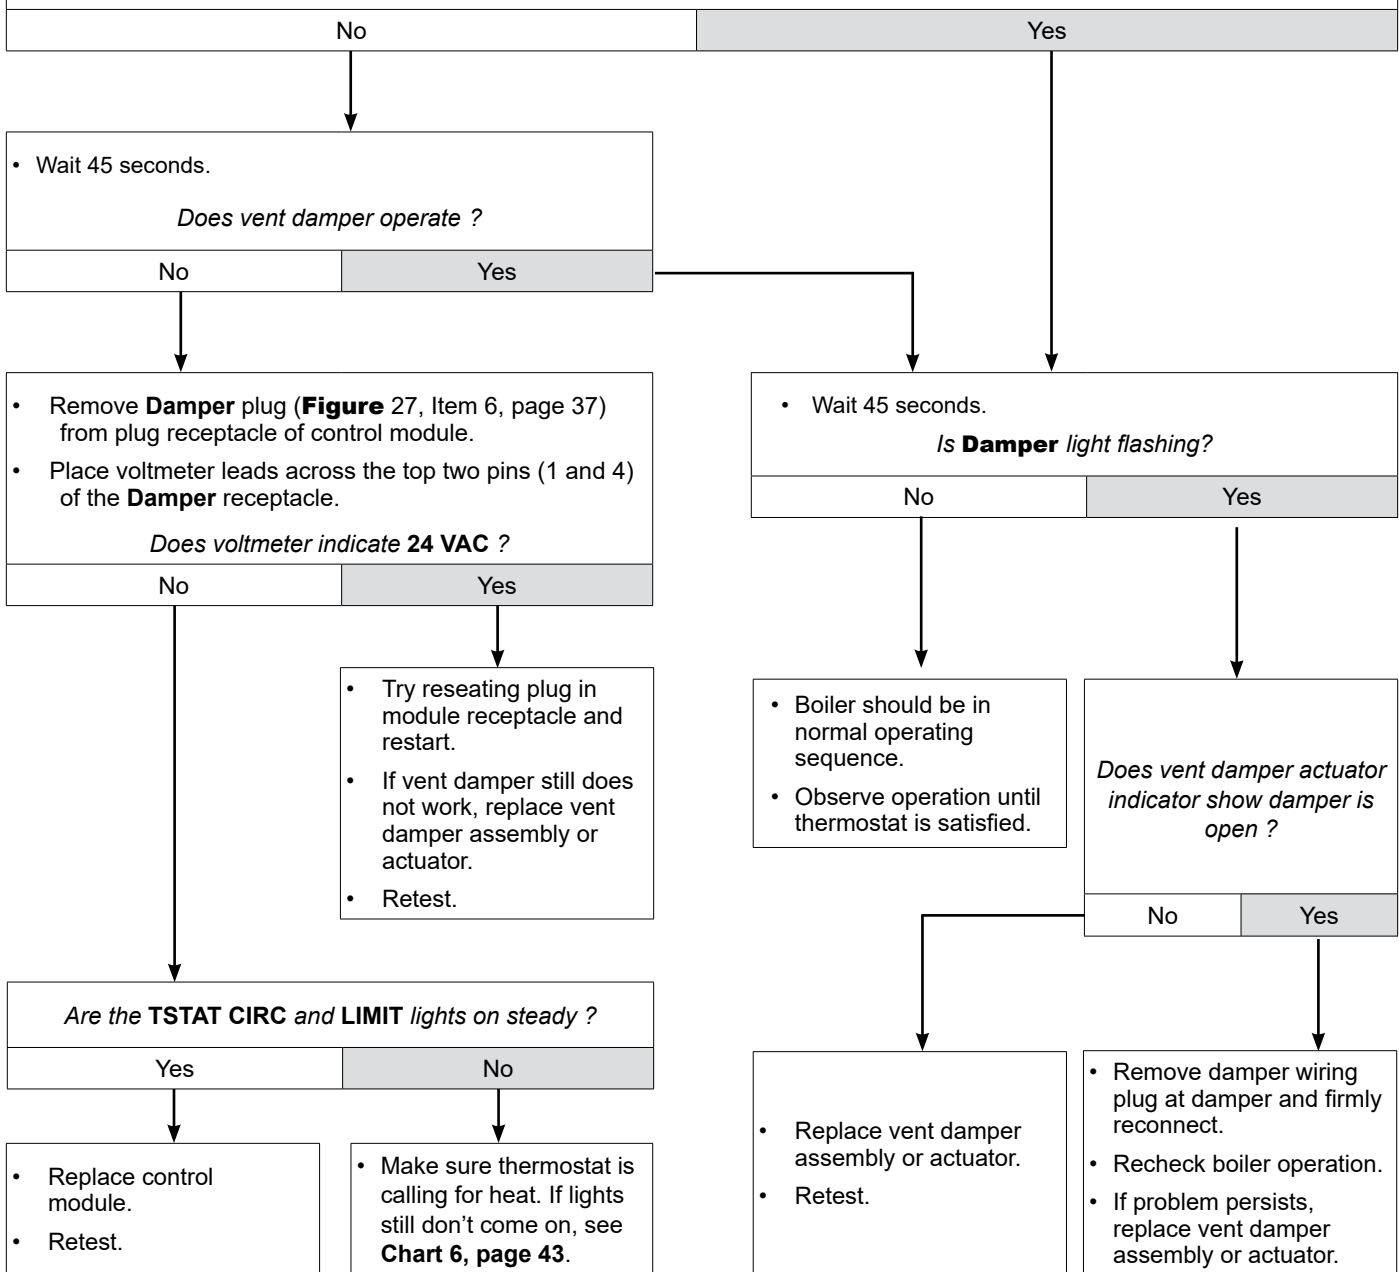 No
Yes
• Wait 45 seconds.
Does vent damper operate ?
No
Yes
• Remove Damper plug (Figure 27, Item 6, page 37)
from plug receptacle of control module.
• Place voltmeter leads across the top two pins (1 and 4)
of the Damper receptacle.
Does voltmeter indicate 24 VAC ?
No
Yes
• Wait 45 seconds.
Is Damper light flashing?
No
Yes
• Try reseating plug in
module receptacle and
restart.
• If vent damper still does
not work, replace vent
damper assembly or
actuator.
• Retest.
• Boiler should be in
normal operating
sequence.
• Observe operation until
thermostat is satisfied.
Does vent damper actuator
indicator show damper is
open ?
No
Yes
Are the TSTAT CIRC and LIMIT lights on steady ?
Yes
No
• Replace control
module.
• Retest.
• Make sure thermostat is
calling for heat. If lights
still don’t come on, see
Chart 6, page 43.
• Replace vent damper
assembly or actuator.
• Retest.
• Remove damper wiring
plug at damper and firmly
reconnect.
• Recheck boiler operation.
• If problem persists,
replace vent damper
assembly or actuator.